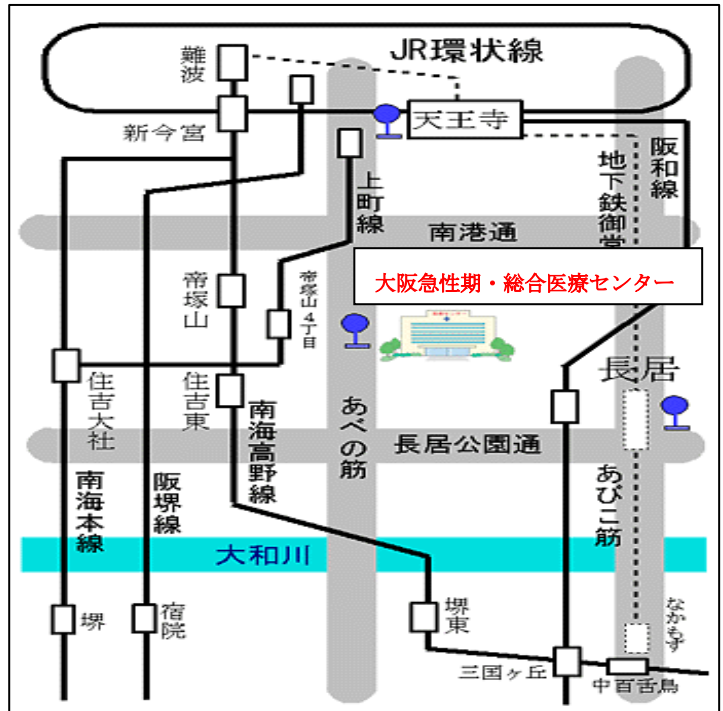 JR環状線
難波
新今宮
天王寺
阪和線
地下鉄御堂
上町線
南港通
大阪急性期・総合医療センター
帝塚山
帝塚山4丁目
住吉大社
住吉東
長居
あべの筋
南海高野線
長居公園通
南海本線
阪堺線
あびこ筋
大和川
堺
宿院
堺東
なかもず
三国ヶ丘
中百舌鳥